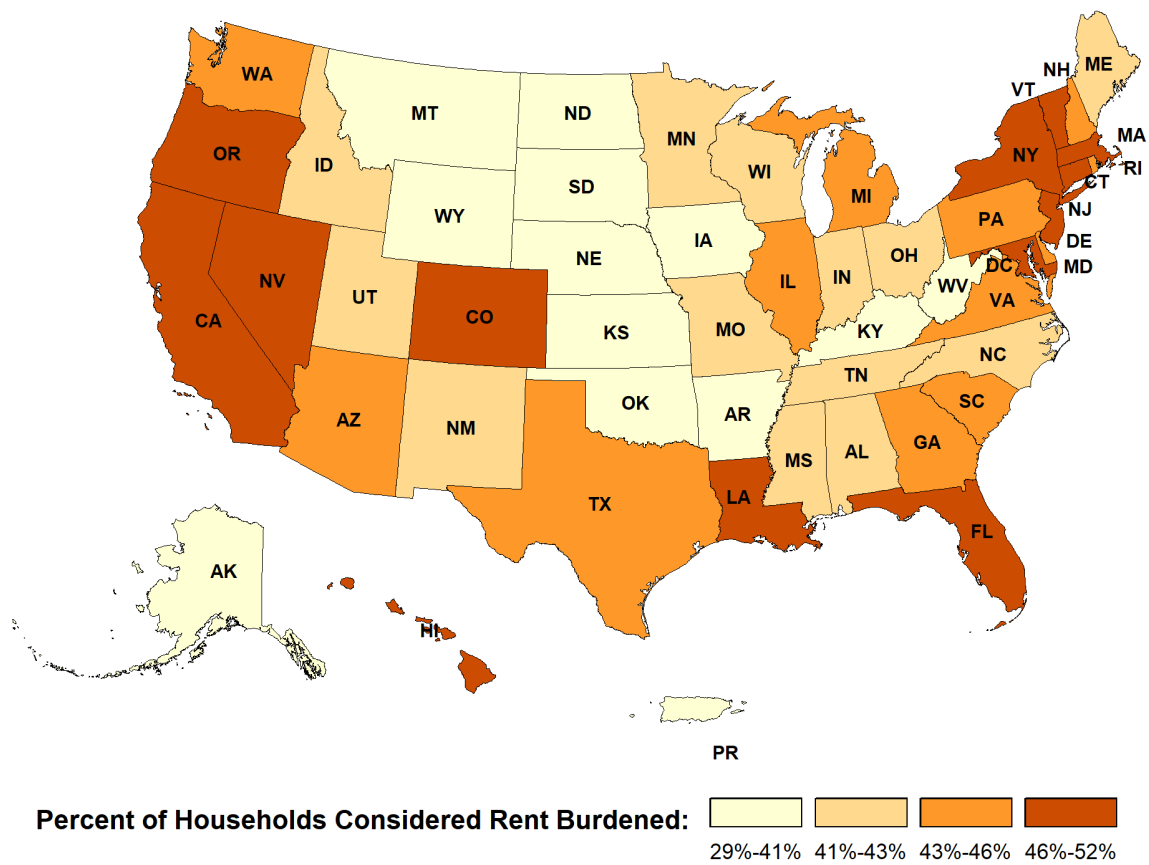 ME
NH
VT
WA
MT
ND
MN
MA
OR
ID
WI
NY
RI
SD
CT
MI
WY
NJ
PA
IA
DE
NE
OH
MD
DC
IN
IL
WV
NV
UT
VA
CA
CO
KS
MO
KY
NC
TN
OK
SC
AR
AZ
NM
GA
MS
AL
LA
TX
FL
AK
HI
PR
Percent of Households Considered Rent Burdened:
29%-41% 41%-43% 43%-46% 46%-52%